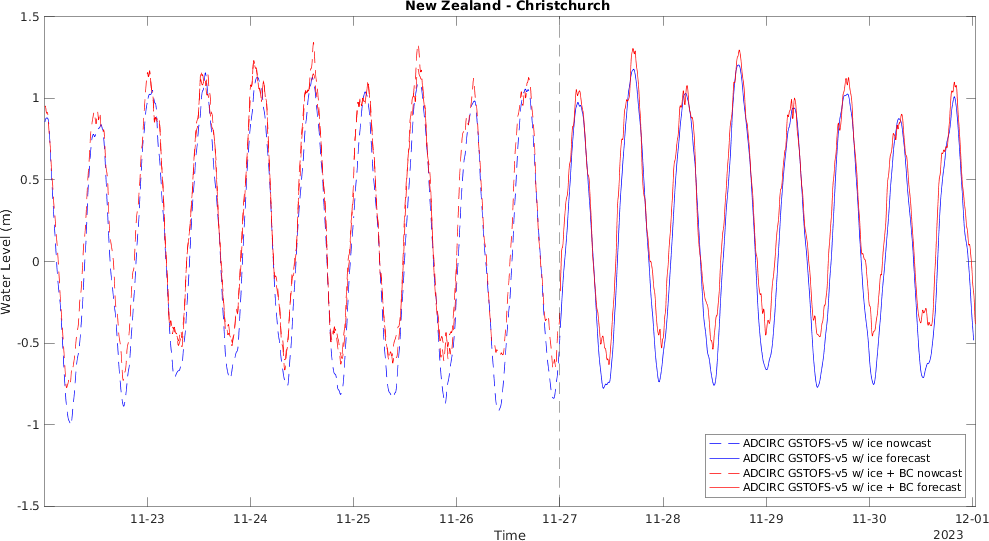 New Zealand - Christchurch
1.5
1
0.5
0
-0.5
-1
-1.5
Water Level (m)
11-23
11-24
11-25
11-26
11-27
11-28
11-29
11-30
12-01
Time
2023
ADCIRC GSTOFS-v5 w/ ice nowcast
ADCIRC GSTOFS-v5 w/ ice forecast
ADCIRC GSTOFS-v5 w/ ice + BC nowcast
ADCIRC GSTOFS-v5 w/ ice + BC forecast